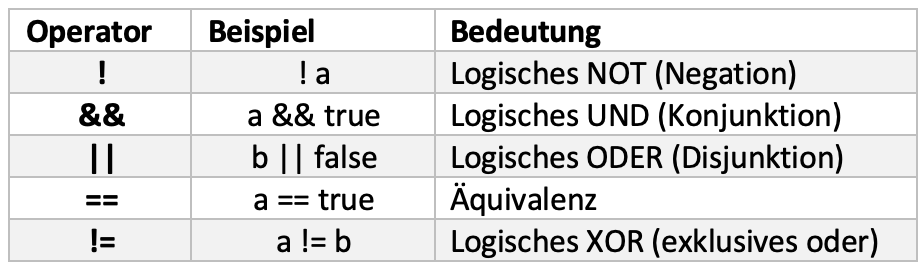 Operator Beispiel Bedeutung
! ! a Logisches NOT (Negation)
&& a && true Logisches UND (Konjunktion)
|| b || false Logisches ODER (Disjunktion)
== a == true Äquivalenz
!= a != b Logisches XOR (exklusives oder)